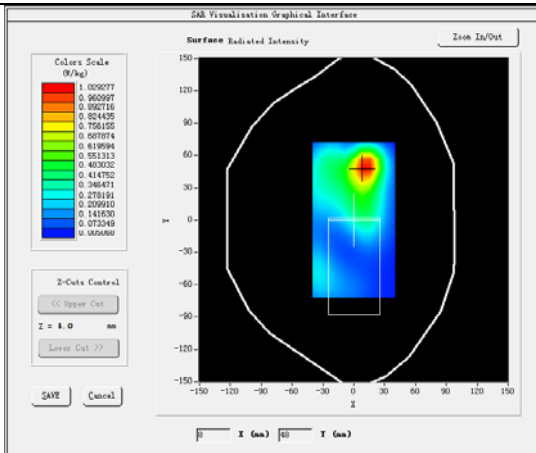 SAR Visualisation Graphical Interface
Surface Radiated Intensity
Zoom In/Out
Colors Scale
(W/kg)
1.029277
0.960997
0.892716
0.824435
0.756155
0.687874
0.619594
0.551313
0.483032
0.414752
0.346471
0.278191
0.209910
0.141630
0.073349
0.005068
150
120
90
60
30
0
-30
-60
-90
-120
-150
Y
-150 -120 -90 -60 -30 0 30 60 90 120 150
X
Z-Cuts Control
<< Upper Cut
Z = 4.0 mm
Lower Cut >>
SAVE Cancel
8 X (mm) 48 Y (mm)